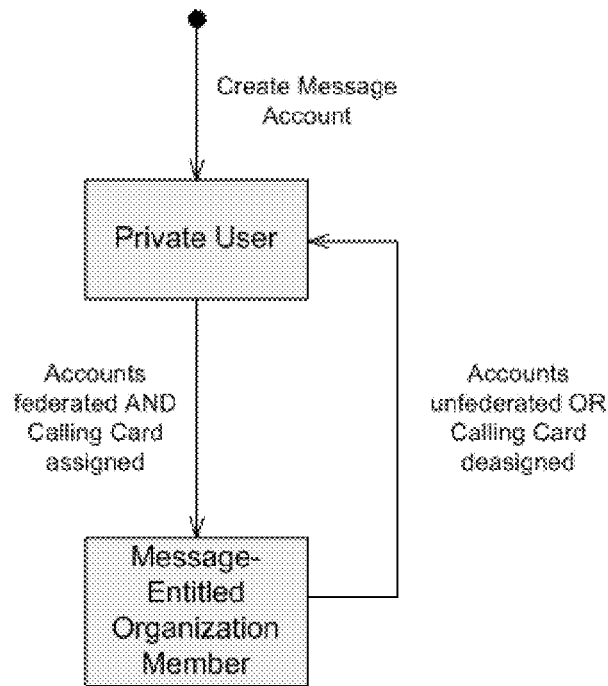 Create Message
Account
Private User
Accounts
federated AND
Calling Card
assigned
Accounts
unfederated OR
Calling Card
deasigned
Message-
Entitled
Organization
Member